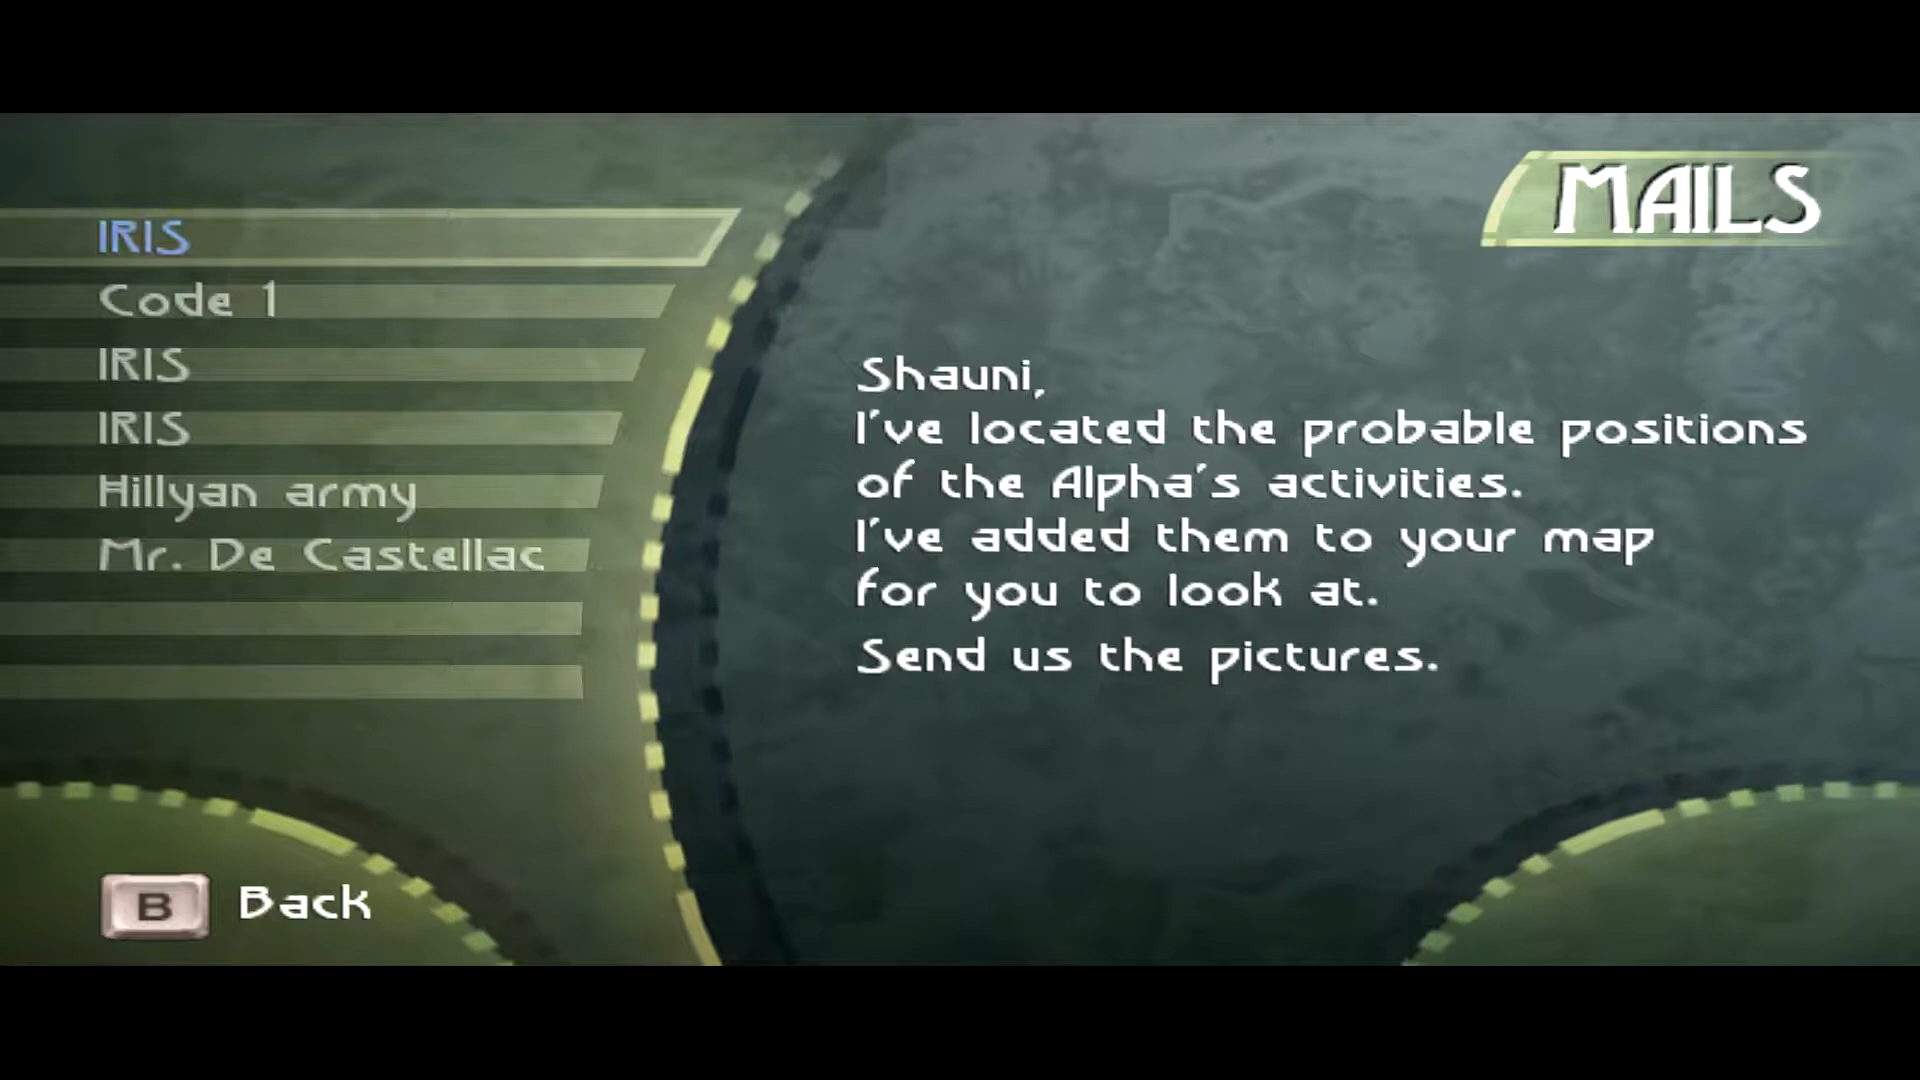 MAILS
IRIS
Code 1
IRIS
IRIS
Hillyan army
Mr. De Castellac
Shauni,
I've located the probable positions
of the Alpha's activities.
I've added them to your map
for you to look at.
Send us the pictures.
B Back